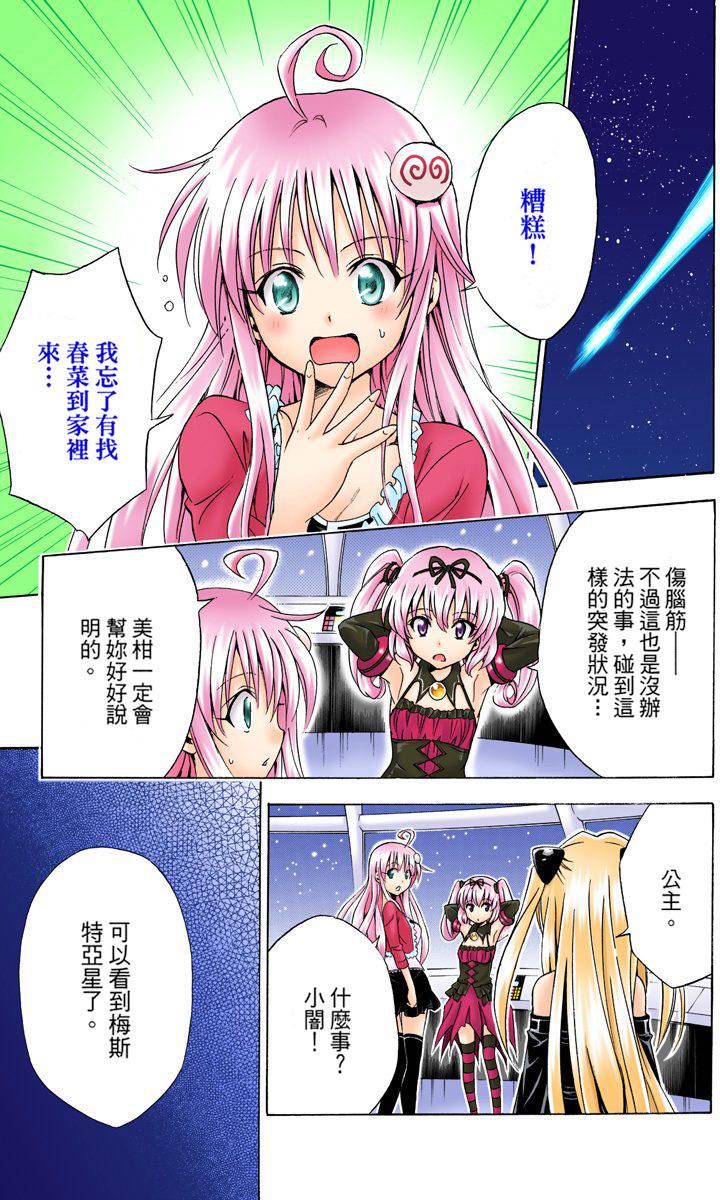 糟糕！
我忘了有找
春菜到家裡
來…
傷腦筋——
不過這也是沒辦
法的事，碰到這
樣的突發狀況…
美柑一定會
幫妳好好說
明的。
公主。
什麼事？
小闇！
可以看到梅斯
特亞星了。